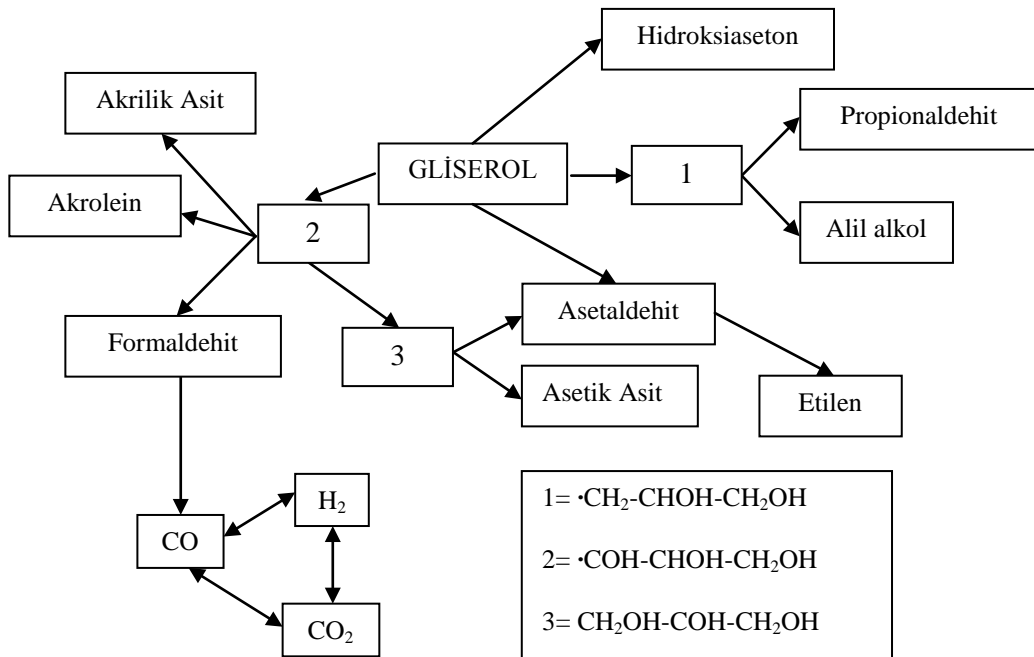 Hidroksiaseton
Akrilik Asit
Propionaldehit
GLİSEROL
1
Akrolein
2
Alil alkol
Asetaldehit
Formaldehit
3
Asetik Asit
Etilen
H₂
CO
CO₂
1= ·CH₂-CHOH-CH₂OH
2= ·COH-CHOH-CH₂OH
3= CH₂OH-COH-CH₂OH